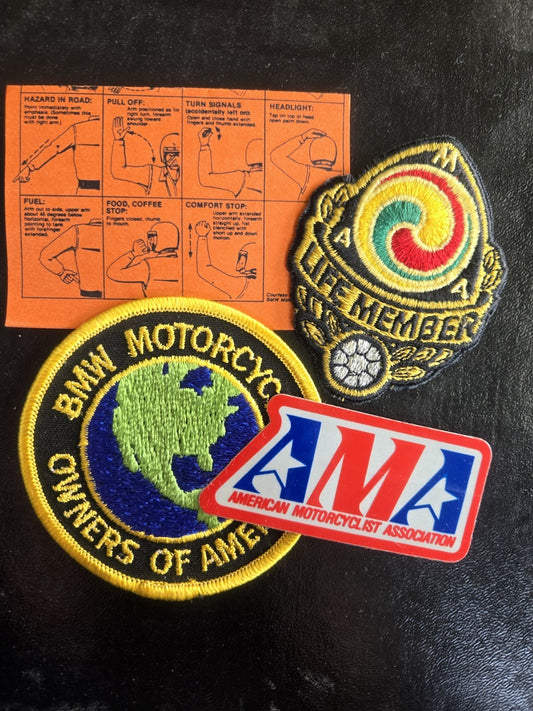 HAZARD IN ROAD:
Point immediately with
emphasis. (Sometimes this
must be done
with right arm.)
PULL OFF:
Arm positioned as for
right turn, forearm
swung toward
shoulder
TURN SIGNALS
(accidentally left on):
Open and close hand with
fingers and thumb extended.
HEADLIGHT:
Tap on top of head
open palm down.
FUEL:
Arm out to side, upper arm
about 45 degrees below
horizontal, forearm
pointing to tank
with forefinger
extended.
FOOD, COFFEE
STOP:
Fingers closed, thumb
to mouth.
COMFORT STOP:
Upper arm extended
horizontally, forearm
straight up, fist
clenched with
short up and down
motion.
Courtesy
BMW
M
A A
A
LIFE MEMBER
BMW MOTORCYC
OWNERS OF AMER
AMA
AMERICAN MOTORCYCLIST ASSOCIATION